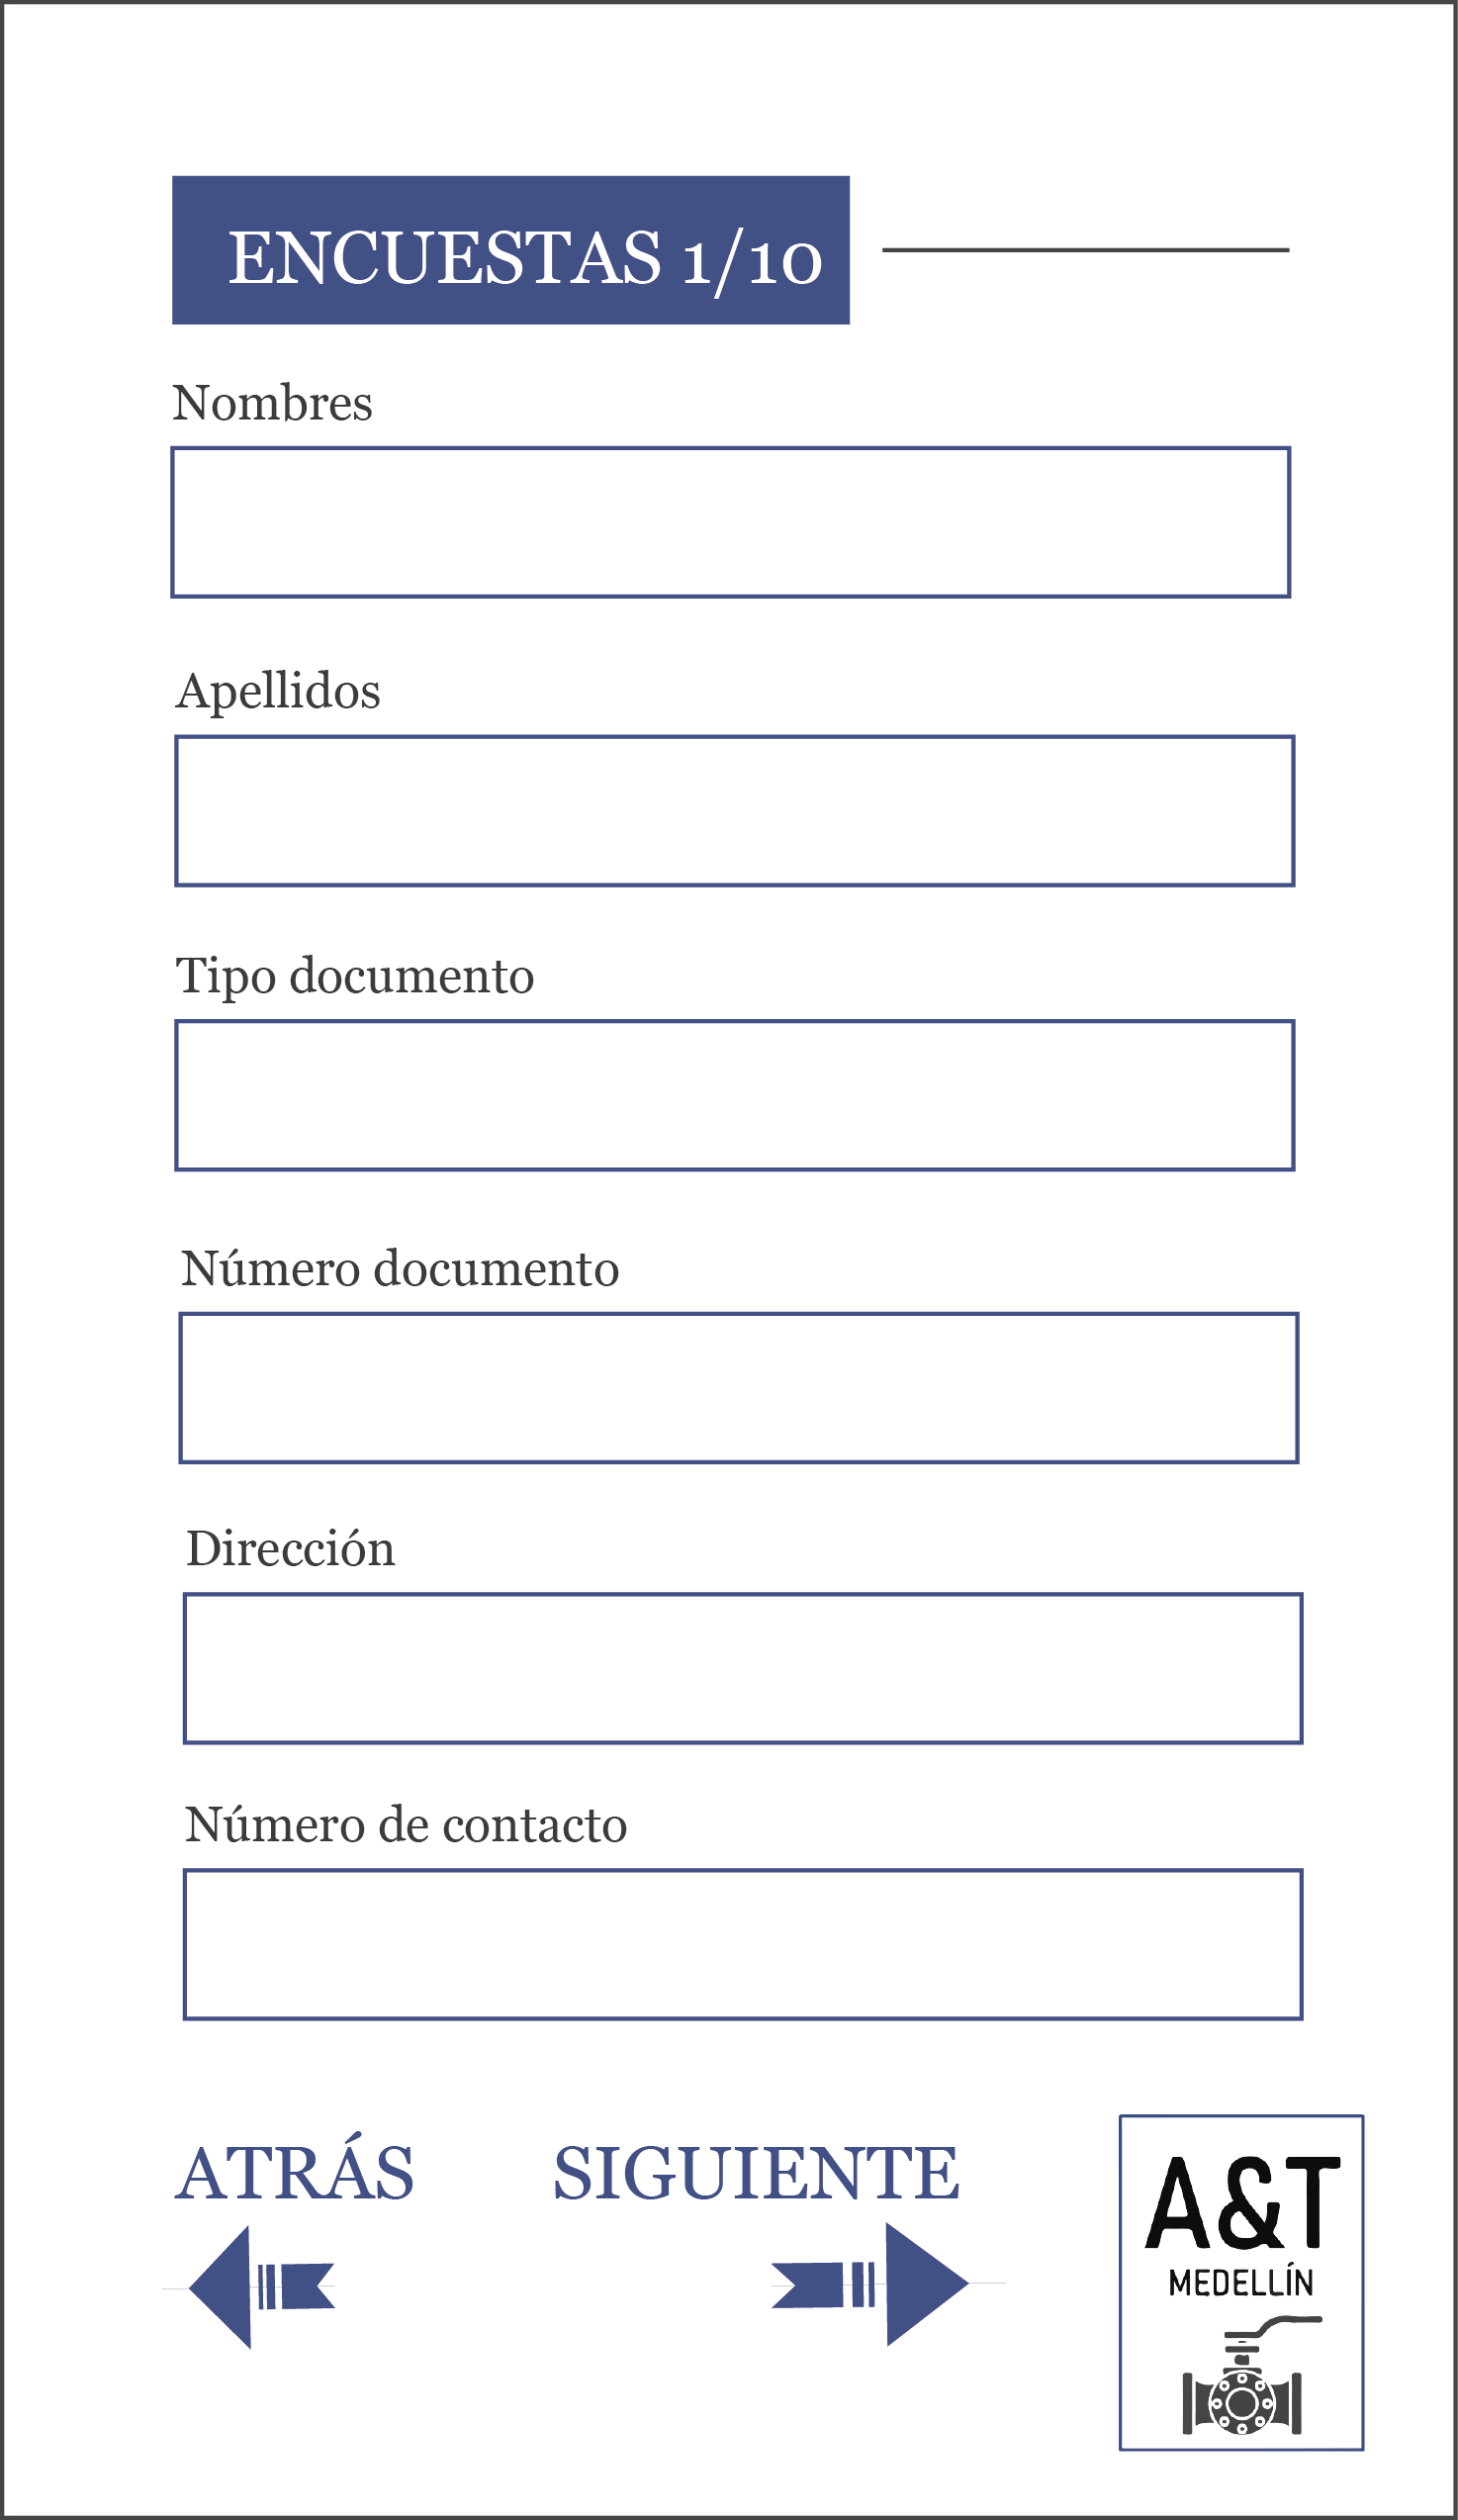 ENCUESTAS 1/10
Nombres
Apellidos
Tipo documento
Número documento
Dirección
Número de contacto
ATRÁS SIGUIENTE
A&T
MEDELLÍN